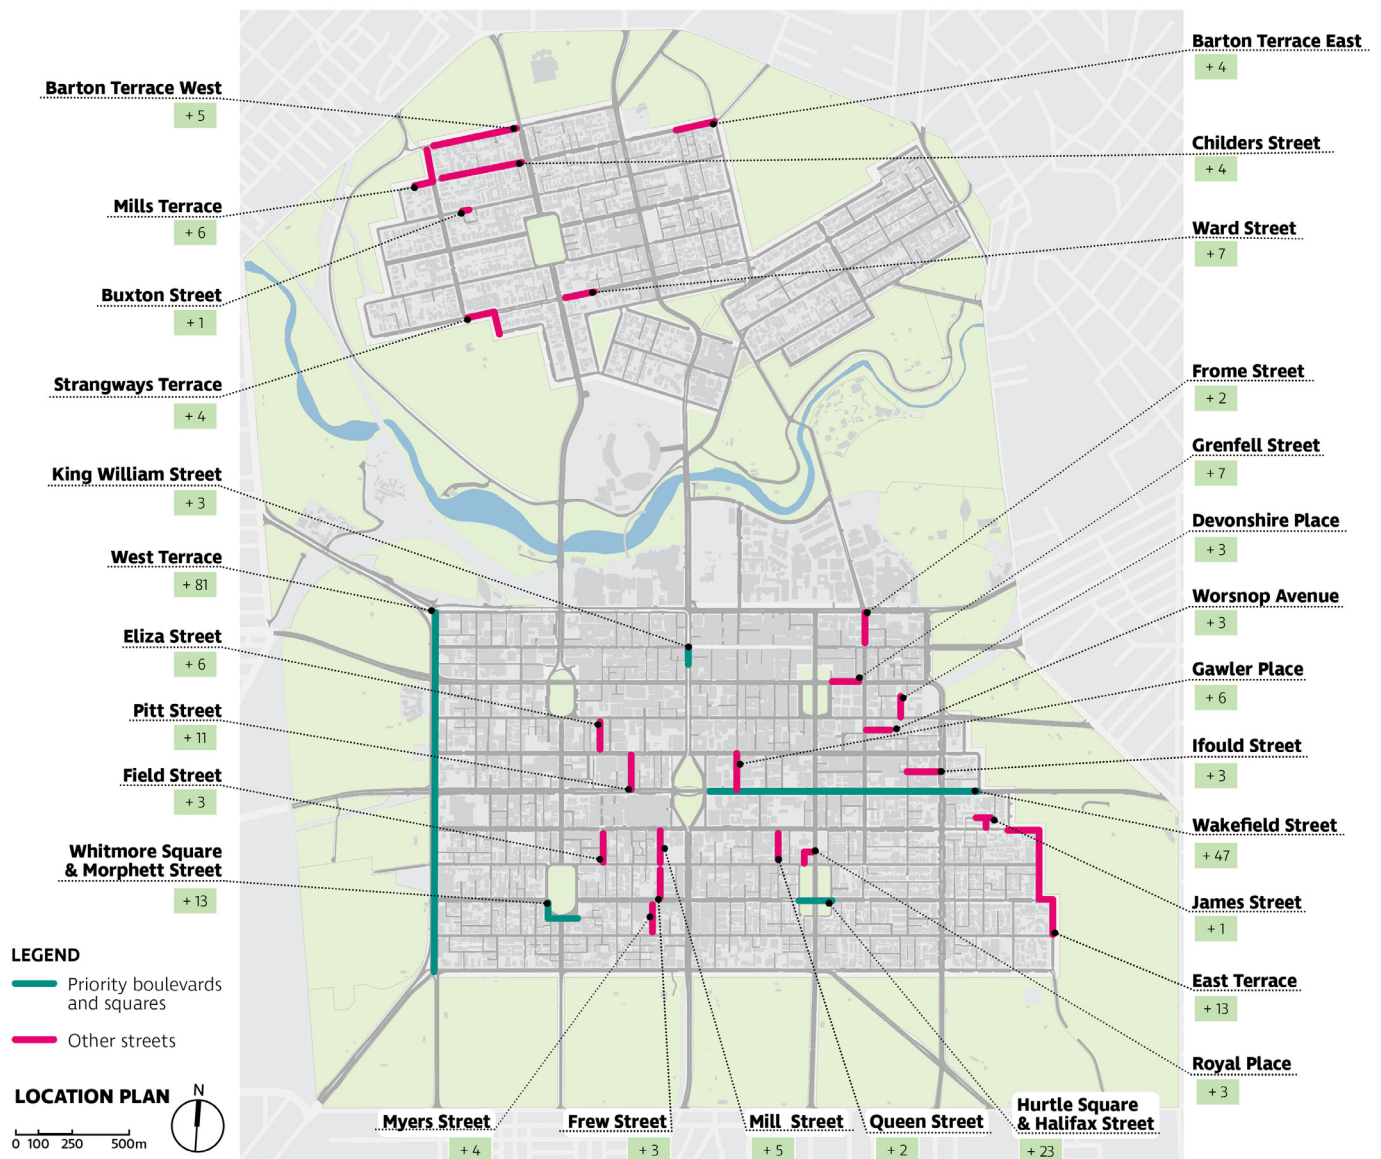 Barton Terrace West
+ 5
Mills Terrace
+ 6
Buxton Street
+ 1
Strangways Terrace
+ 4
King William Street
+ 3
West Terrace
+ 81
Eliza Street
+ 6
Pitt Street
+ 11
Field Street
+ 3
Whitmore Square
& Morphett Street
+ 13
LEGEND
Priority boulevards
and squares
Other streets
LOCATION PLAN
N
0 100 250 500m
Barton Terrace East
+ 4
Childers Street
+ 4
Ward Street
+ 7
Frome Street
+ 2
Grenfell Street
+ 7
Devonshire Place
+ 3
Worsnop Avenue
+ 3
Gawler Place
+ 6
Ifould Street
+ 3
Wakefield Street
+ 47
James Street
+ 1
East Terrace
+ 13
Royal Place
+ 3
Myers Street
+ 4
Frew Street
+ 3
Mill Street
+ 5
Queen Street
+ 2
Hurtle Square
& Halifax Street
+ 23